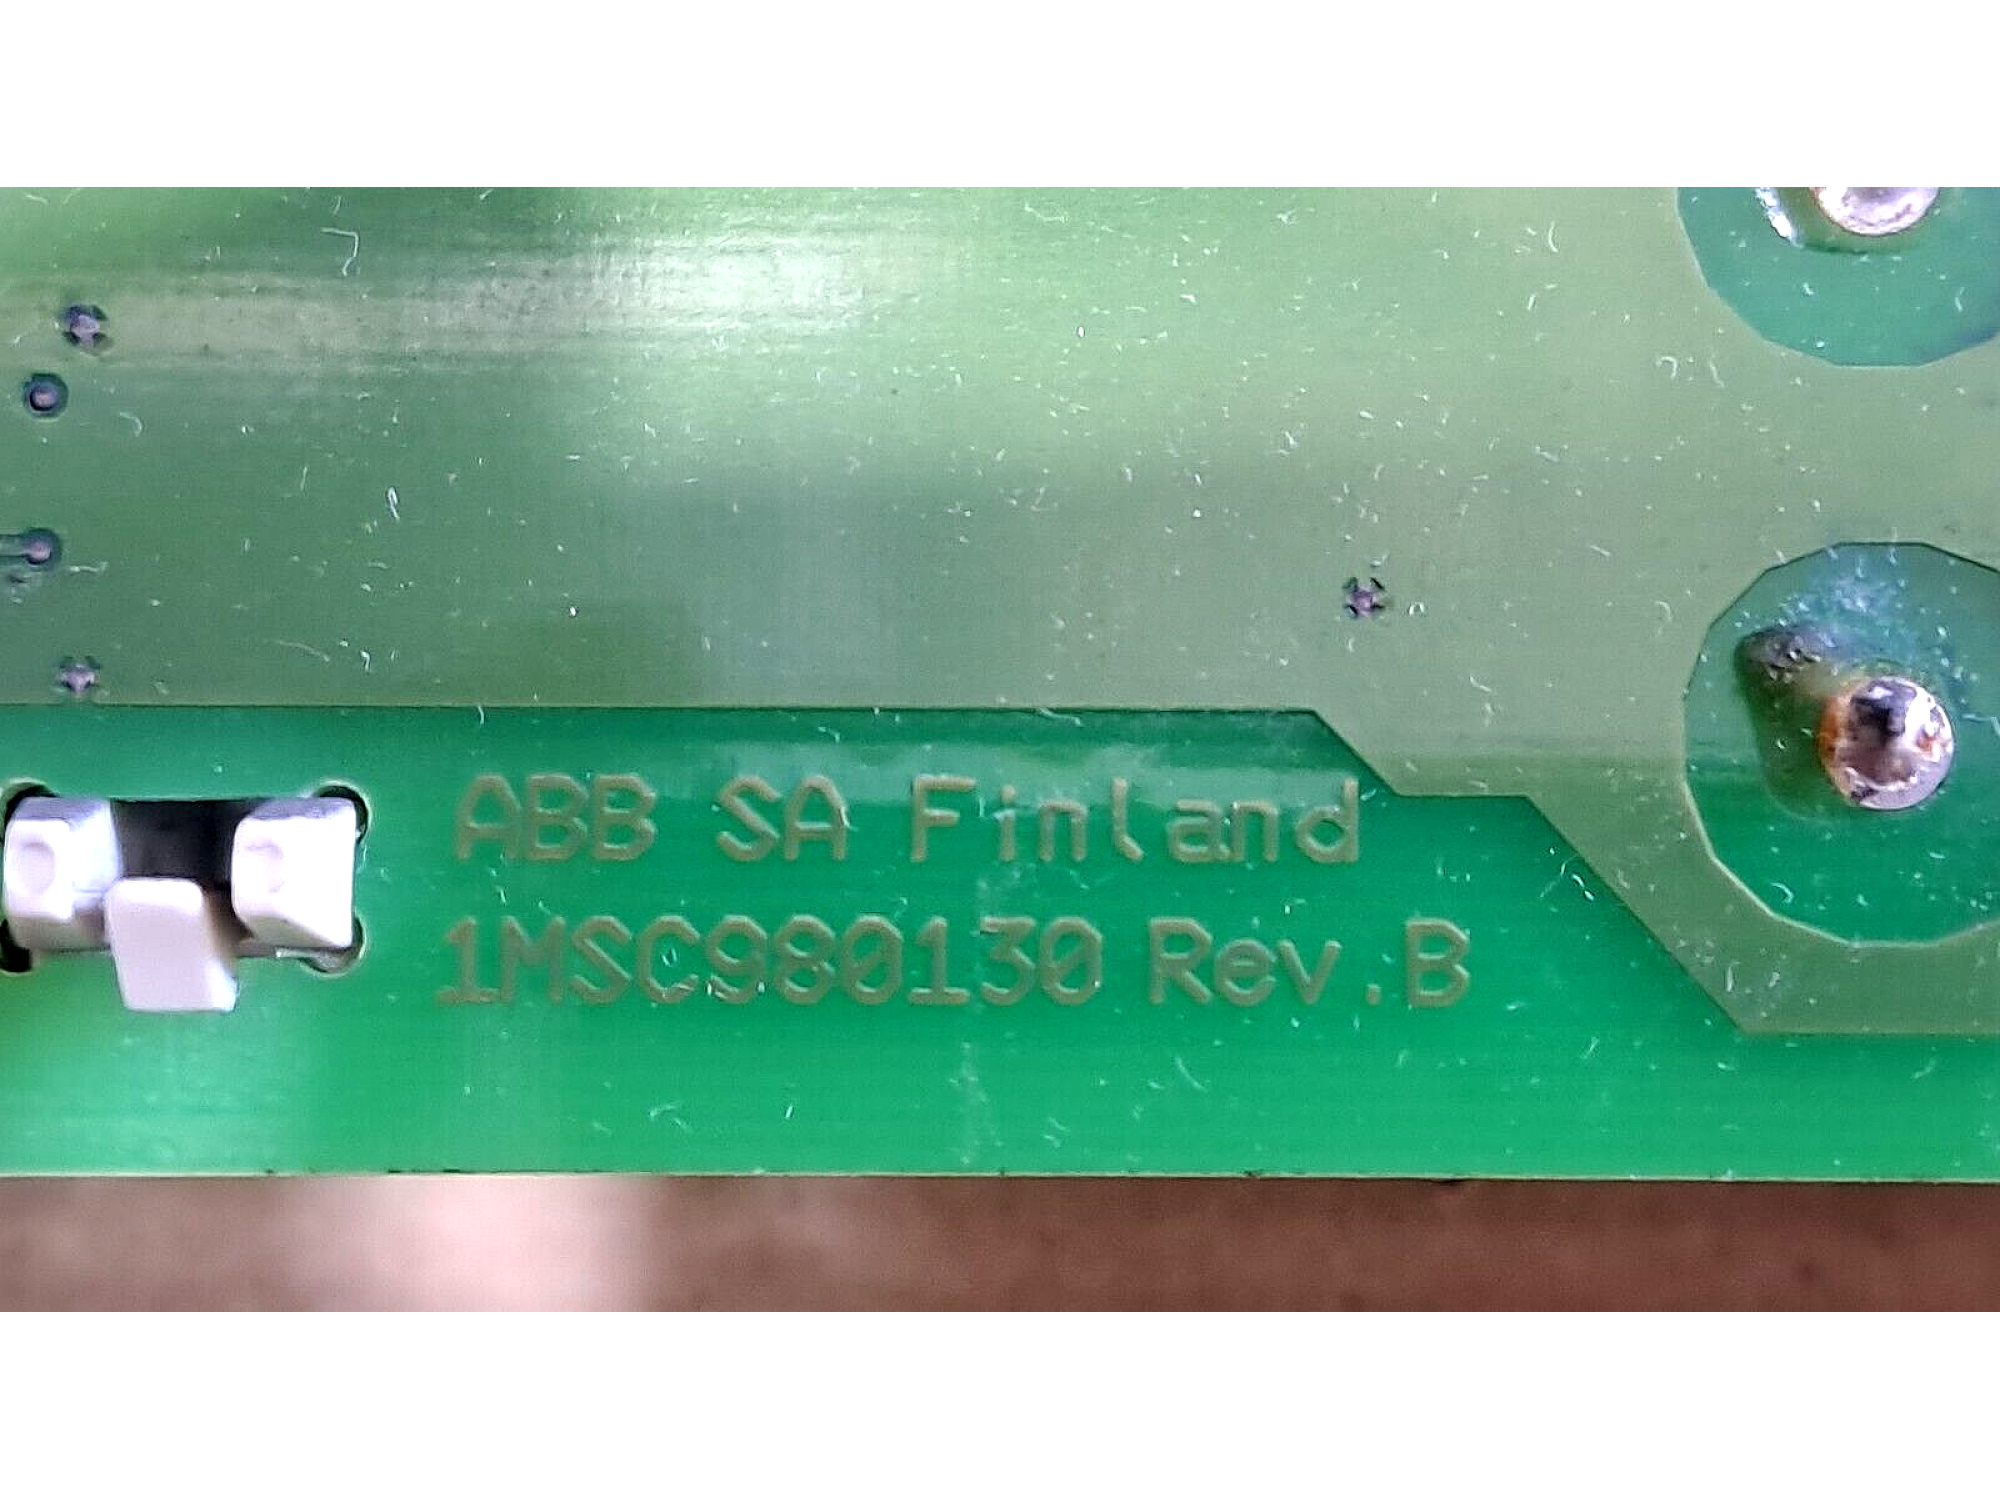 ABB SA Finland
1MSC980130 Rev.B